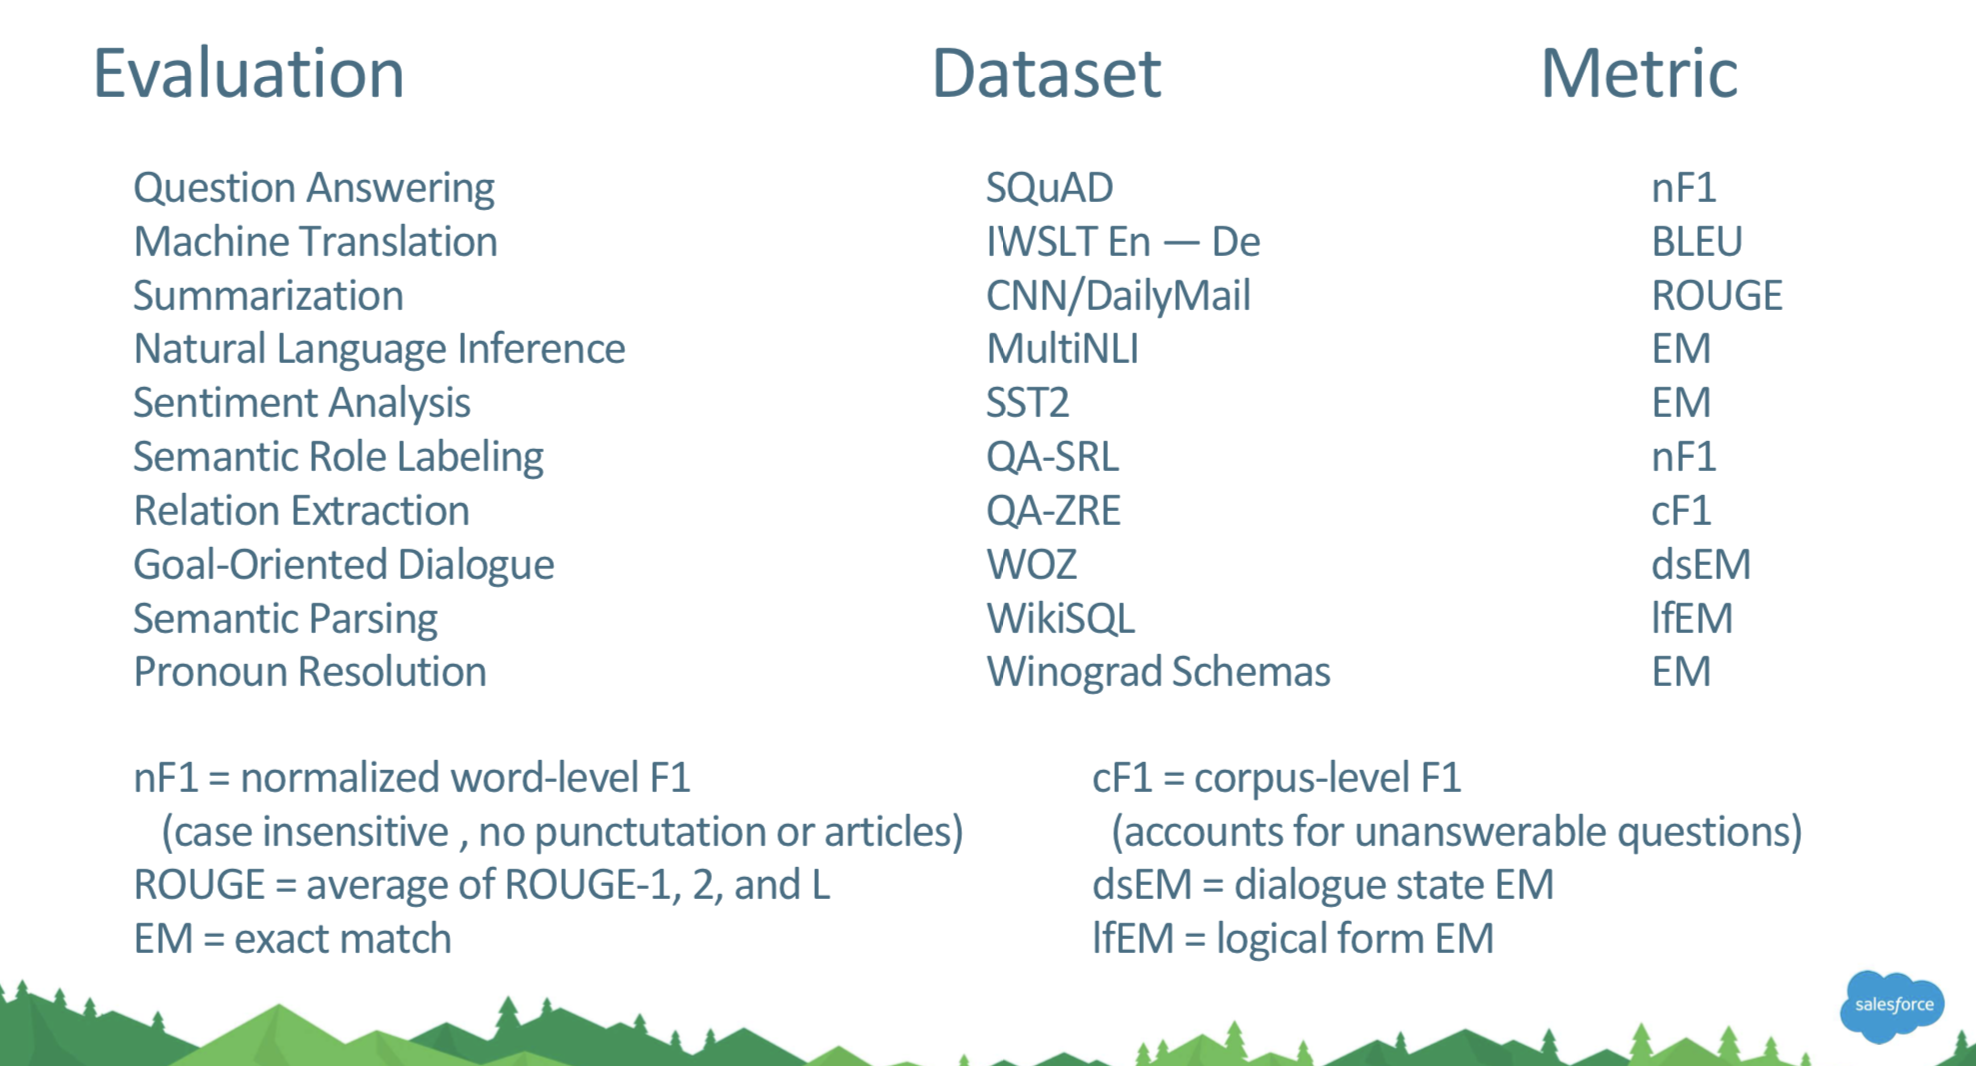 Evaluation Dataset Metric
Question Answering SQuAD nF1
Machine Translation IWSLT En — De BLEU
Summarization CNN/DailyMail ROUGE
Natural Language Inference MultiNLI EM
Sentiment Analysis SST2 EM
Semantic Role Labeling QA-SRL nF1
Relation Extraction QA-ZRE cF1
Goal-Oriented Dialogue WOZ dsEM
Semantic Parsing WikiSQL lfEM
Pronoun Resolution Winograd Schemas EM
nF1 = normalized word-level F1
(case insensitive , no punctutation or articles)
ROUGE = average of ROUGE-1, 2, and L
EM = exact match
cF1 = corpus-level F1
(accounts for unanswerable questions)
dsEM = dialogue state EM
lfEM = logical form EM
salesforce